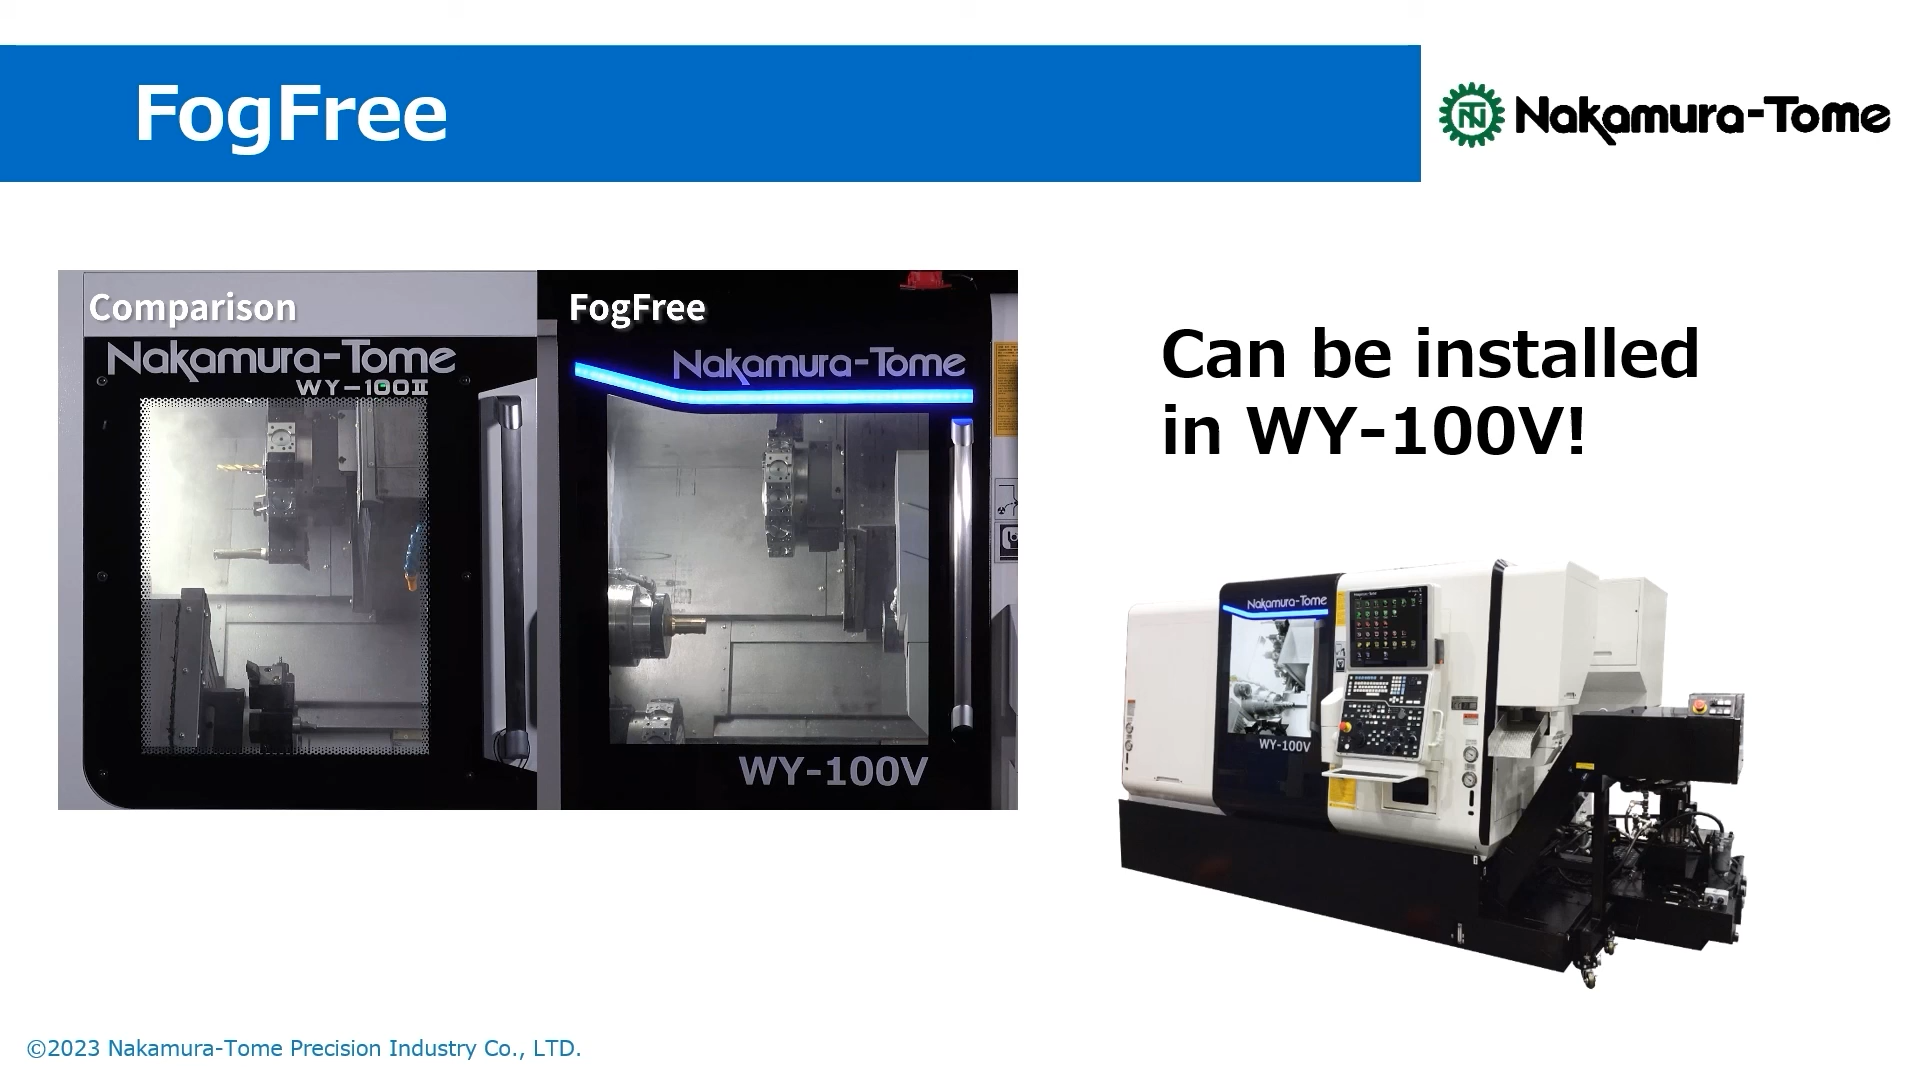 FogFree
Nakamura-Tome
Comparison
Nakamura-Tome
WY-100II
FogFree
Nakamura-Tome
WY-100V
Can be installed
in WY-100V!
Nakamura-Tome
WY-100V
©2023 Nakamura-Tome Precision Industry Co., LTD.